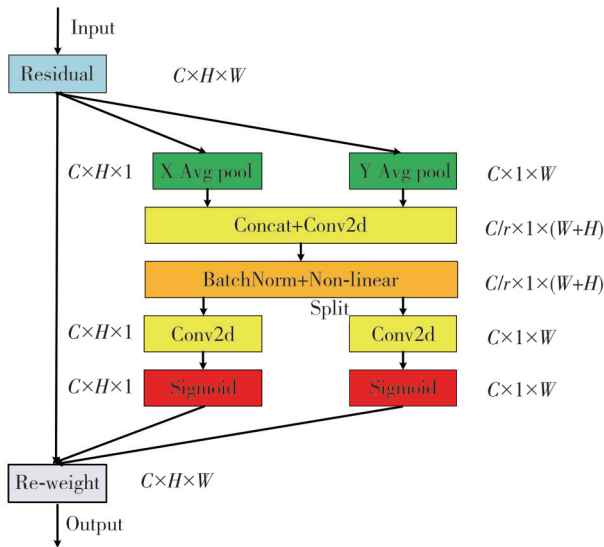 Input
Residual
C×H×W
C×H×1
X Avg pool
Y Avg pool
C×1×W
Concat+Conv2d
C/r×1×(W+H)
BatchNorm+Non-linear
C/r×1×(W+H)
Split
C×H×1
Conv2d
Conv2d
C×1×W
C×H×1
Sigmoid
Sigmoid
C×1×W
Re-weight
C×H×W
Output